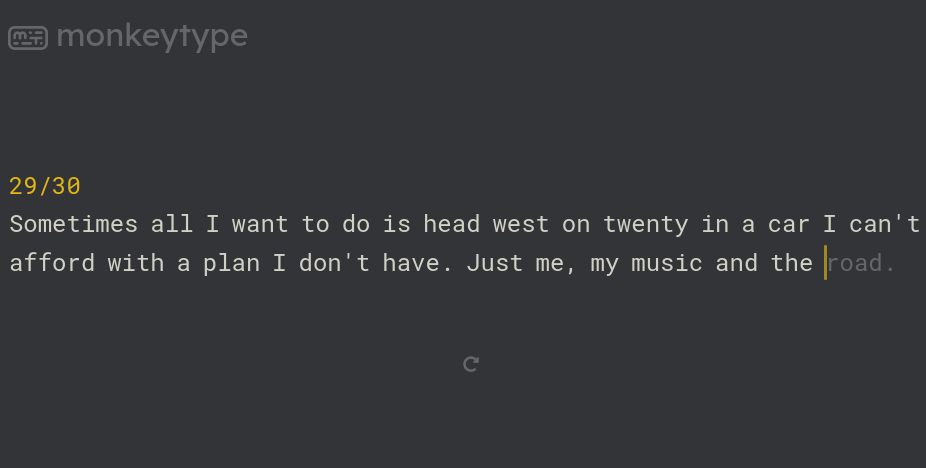 monkeytype
29/30
Sometimes all I want to do is head west on twenty in a car I can't
afford with a plan I don't have. Just me, my music and the road.